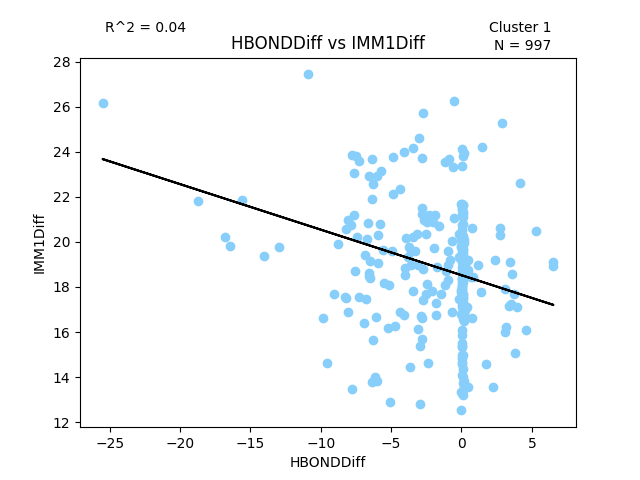 R^2 = 0.04
Cluster 1
N = 997
HBONDDiff vs IMM1Diff
28
26
24
22
20
18
16
14
12
IMM1Diff
−25 −20 −15 −10 −5 0 5
HBONDDiff